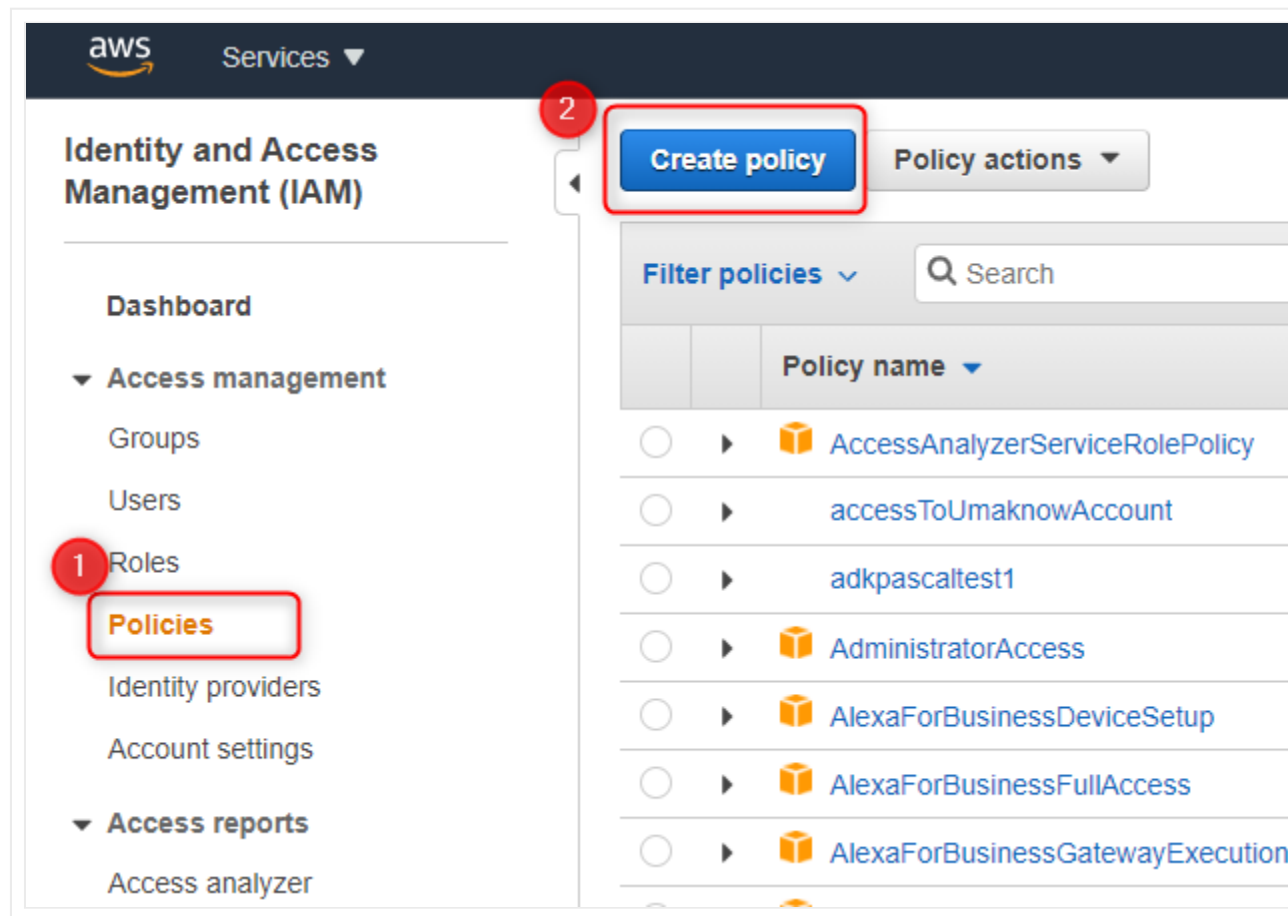 aws
Services
Identity and Access
Management (IAM)
Dashboard
Access management
Groups
Users
1
Roles
Policies
Identity providers
Account settings
Access reports
Access analyzer
2
Create policy
Policy actions
Filter policies
Search
Policy name
AccessAnalyzerServiceRolePolicy
accessToUmaknowAccount
adkpascaltest1
AdministratorAccess
AlexaForBusinessDeviceSetup
AlexaForBusinessFullAccess
AlexaForBusinessGatewayExecution